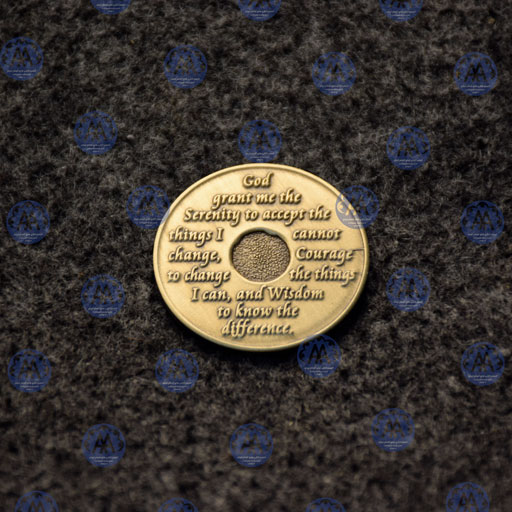 God
grant me the
Serenity to accept the
things I cannot
change, Courage
to change the things
I can, and Wisdom
to know the
difference.